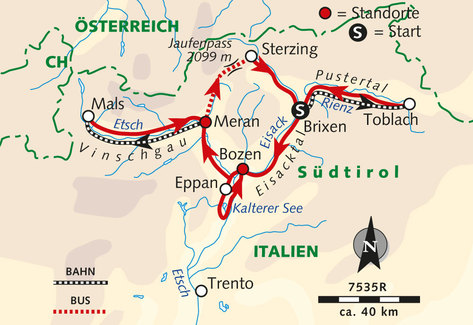 ÖSTERREICH
= Standorte
S = Start
Jaufenpass
2099 m
Sterzing
CH
Pustertal
Mals
Etsch
Meran
Rienz
Toblach
Vinschgau
Eisack
Brixen
Bozen
Eisacktal
Südtirol
Eppan
Kalterer See
ITALIEN
N
BAHN
BUS
Etsch
Trento
7535R
ca. 40 km
S